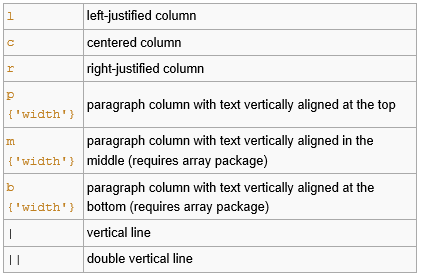 l left-justified column
c centered column
r right-justified column
p
{'width'} paragraph column with text vertically aligned at the top
m paragraph column with text vertically aligned in the
{'width'} middle (requires array package)
b paragraph column with text vertically aligned at the
{'width'} bottom (requires array package)
| vertical line
|| double vertical line